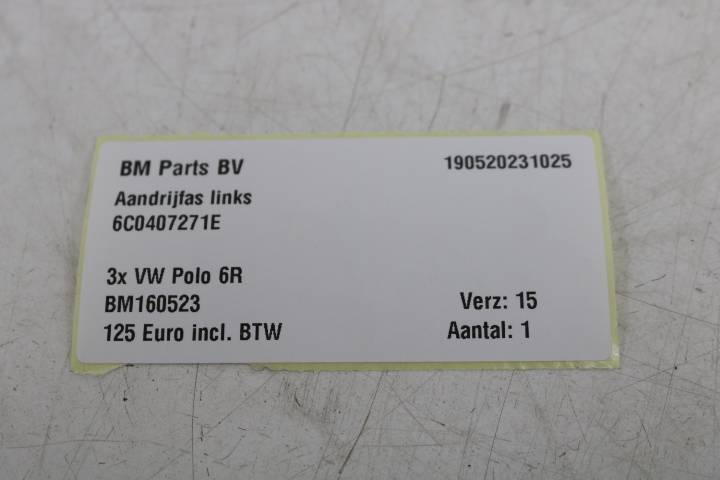 BM Parts BV 190520231025
Aandrijfas links
6C0407271E
3x VW Polo 6R
BM160523 Verz: 15
125 Euro incl. BTW Aantal: 1